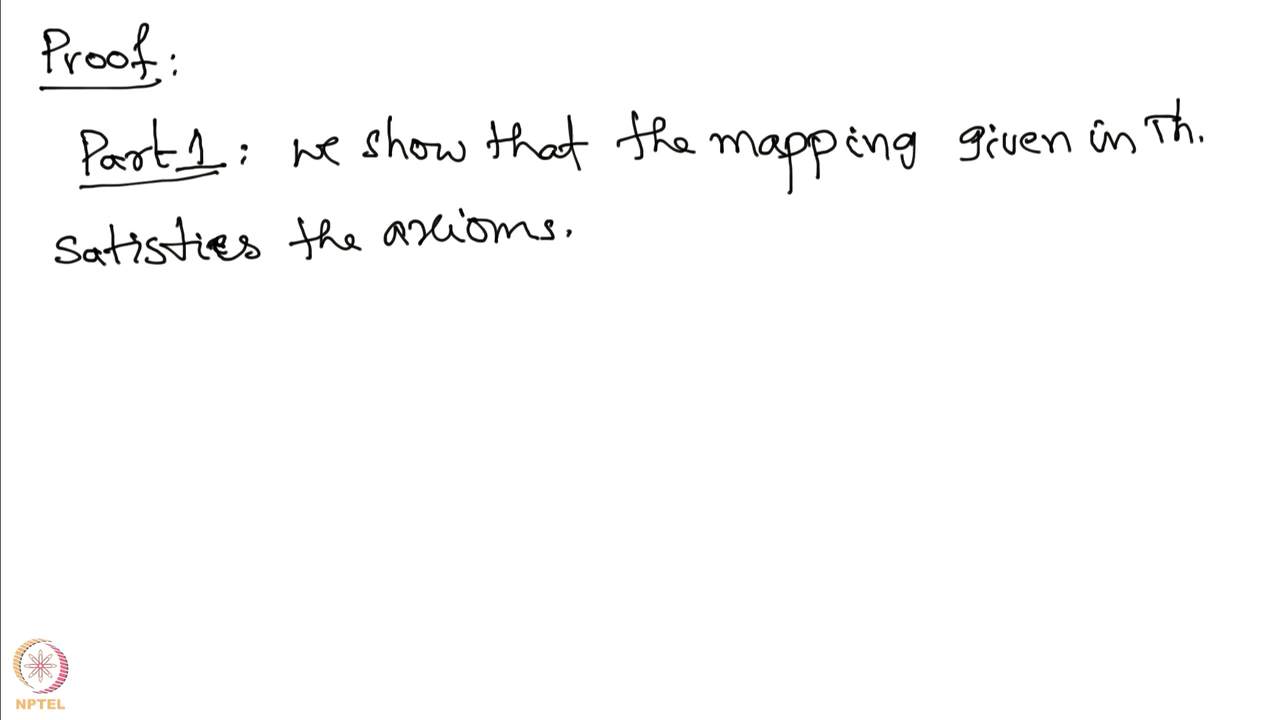 Proof:
Part 1: we show that the mapping given in Th.
satisfies the axioms.
NPTEL